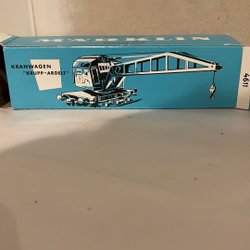 MÄRKLIN
KRANWAGEN
"KRUPP-ARDELT"
4611